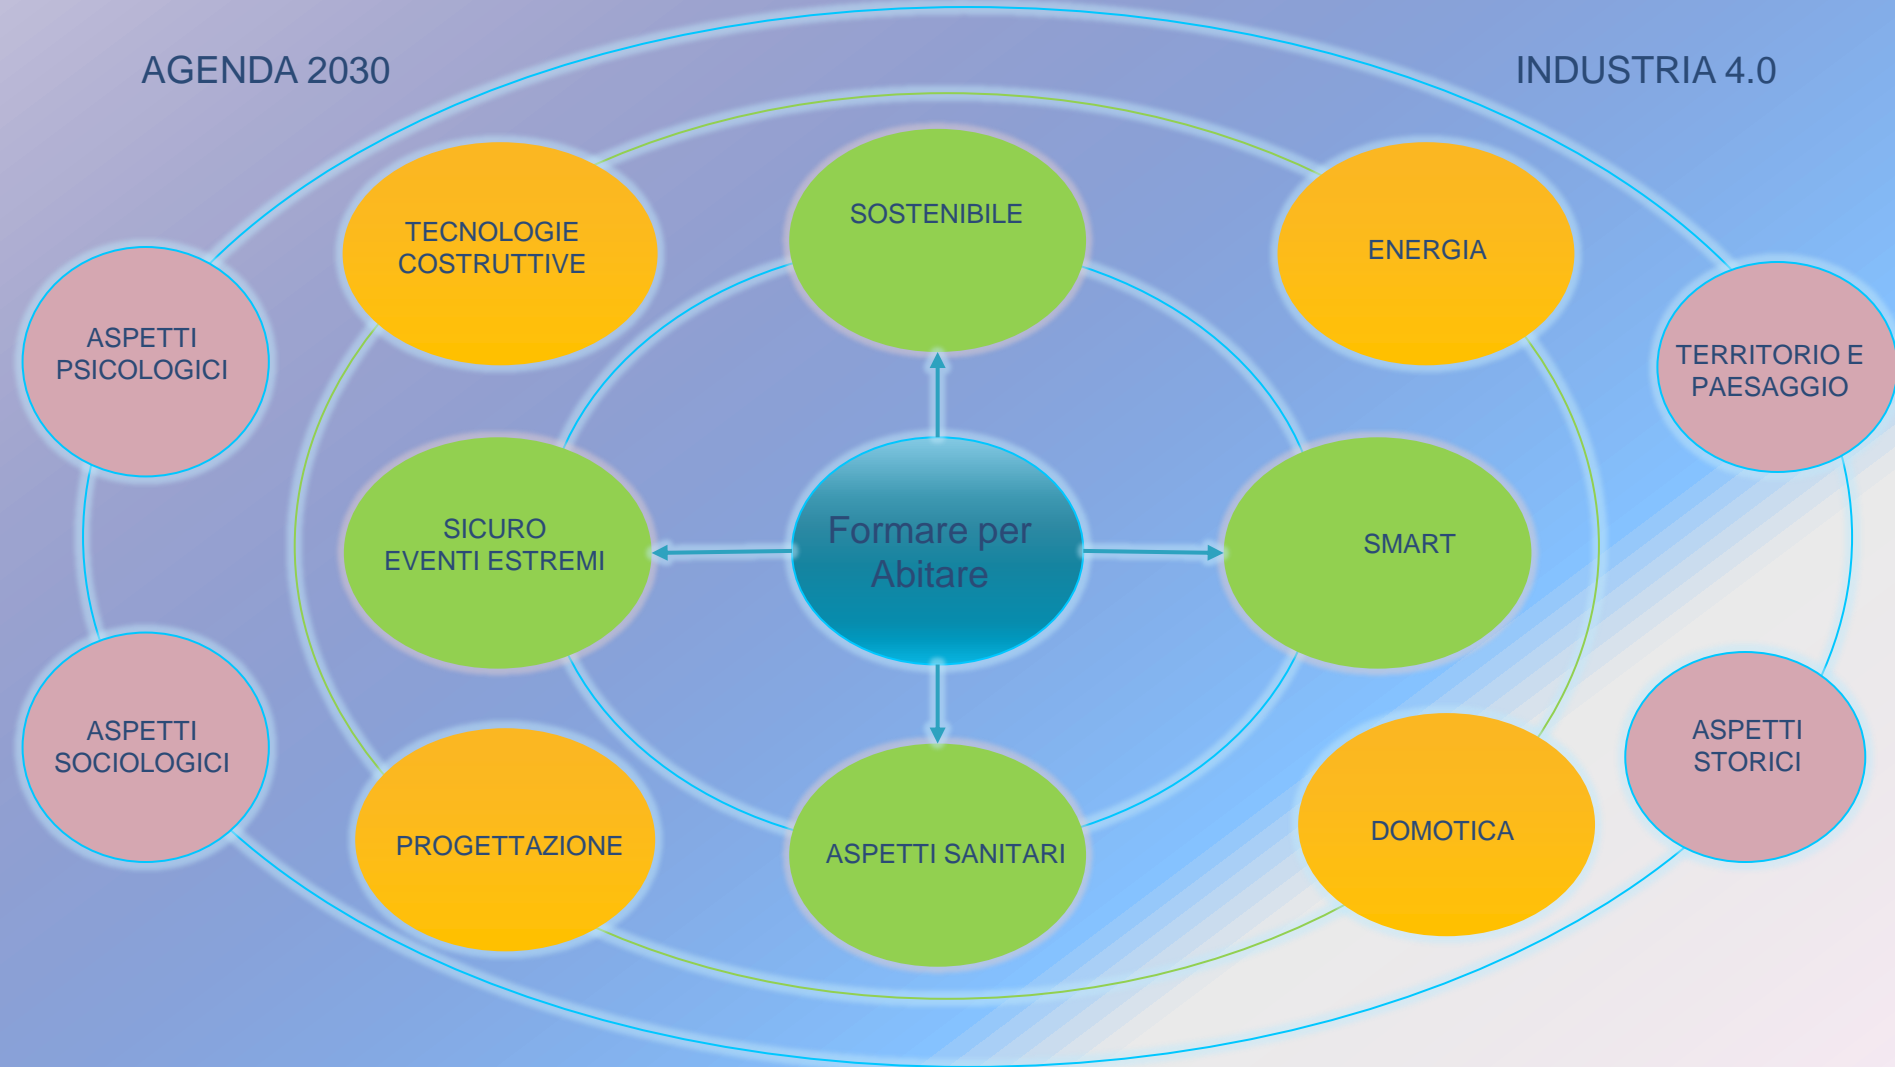 AGENDA 2030
INDUSTRIA 4.0
TECNOLOGIE
COSTRUTTIVE
SOSTENIBILE
ENERGIA
ASPETTI
PSICOLOGICI
TERRITORIO E
PAESAGGIO
SICURO
EVENTI ESTREMI
Formare per
Abitare
SMART
ASPETTI
SOCIOLOGICI
ASPETTI
STORICI
PROGETTAZIONE
ASPETTI SANITARI
DOMOTICA